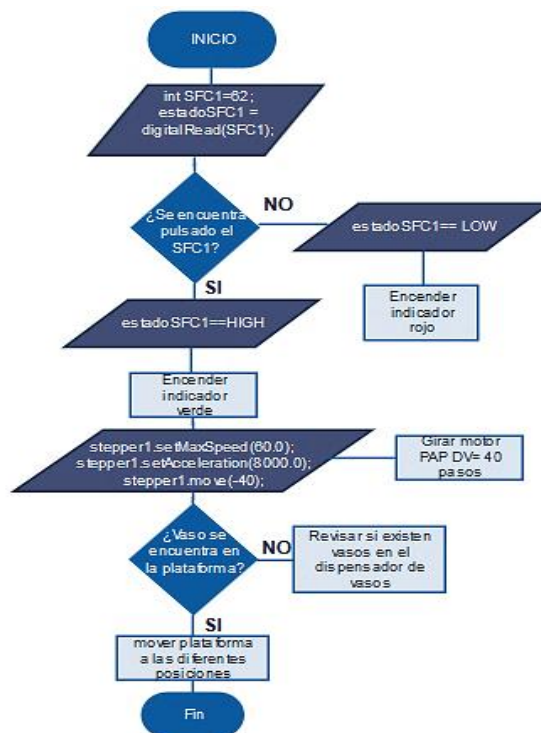 INICIO
int SFC1=62;
estadoSFC1 =
digitalRead(SFC1);
¿Se encuentra
pulsado el
SFC1?
NO
estadoSFC1== LOW
Encender
indicador
rojo
SI
estadoSFC1==HIGH
Encender
indicador
verde
stepper1.setMaxSpeed(60.0);
stepper1.setAcceleration(8000.0);
stepper1.move(-40);
Girar motor
PAP DV= 40
pasos
¿Vaso se
encuentra en
la plataforma?
NO
Revisar si existen
vasos en el
dispensador de
vasos
SI
mover plataforma
a las diferentes
posiciones
Fin